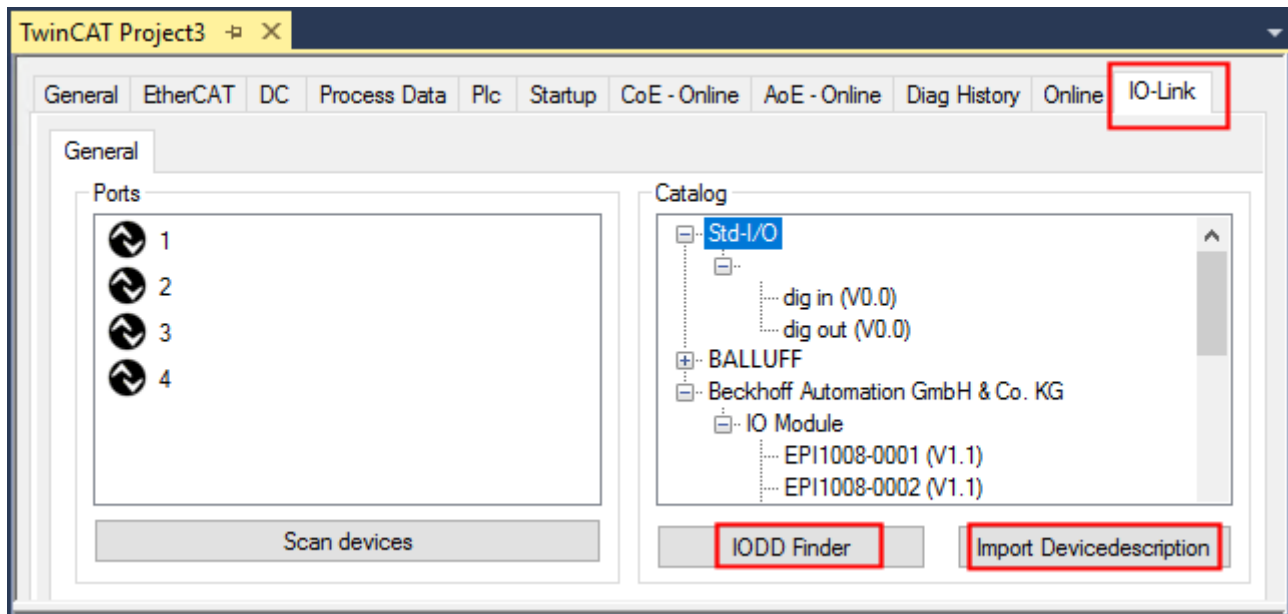 TwinCAT Project3
General EtherCAT DC Process Data Plc Startup CoE - Online AoE - Online Diag History Online IO-Link
General
Ports
1
2
3
4
Scan devices
Catalog
Std-I/O
dig in (V0.0)
dig out (V0.0)
BALLUFF
Beckhoff Automation GmbH & Co. KG
IO Module
EPI1008-0001 (V1.1)
EPI1008-0002 (V1.1)
IODD Finder
Import Devicedescription